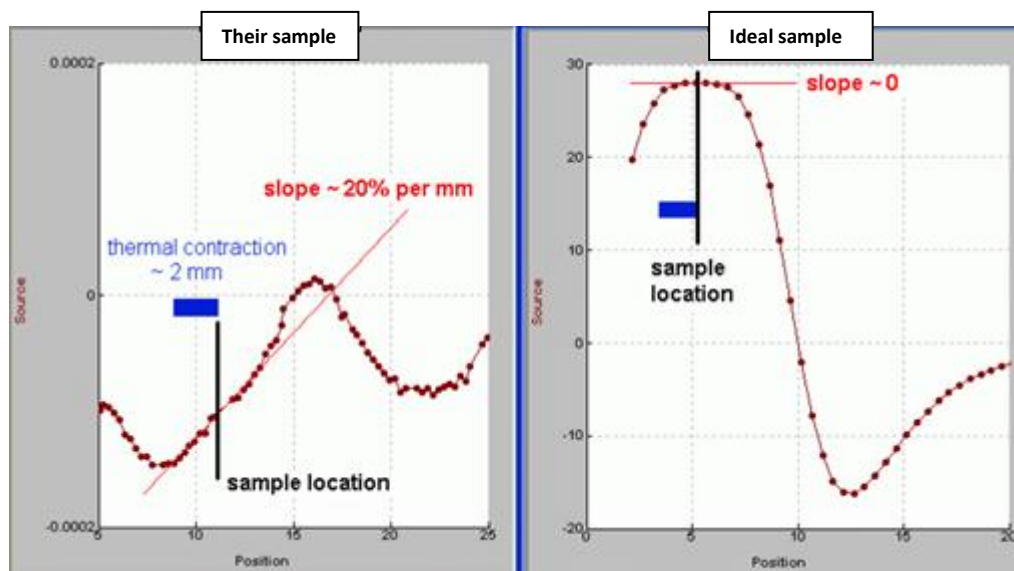 Their sample
0.0002
slope ~ 20% per mm
thermal contraction
~ 2 mm
0
Source
sample location
-0.0002
5
10
15
20
25
Position
Ideal sample
30
slope ~ 0
20
10
sample
location
Source
0
-10
-20
0
5
10
15
20
Position